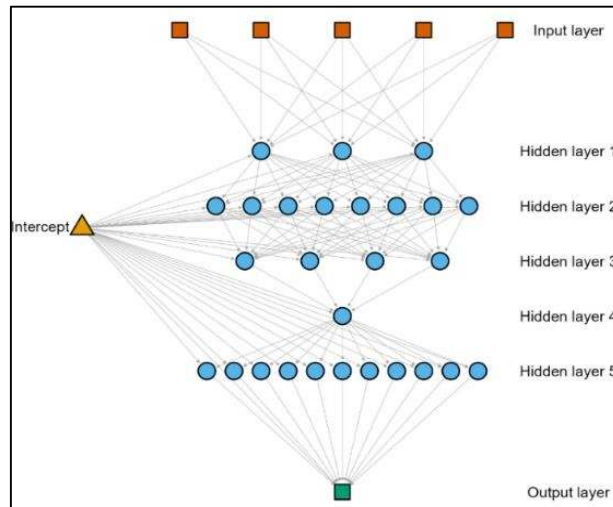 Input layer
Hidden layer 1
Hidden layer 2
Intercept
Hidden layer 3
Hidden layer 4
Hidden layer 5
Output layer